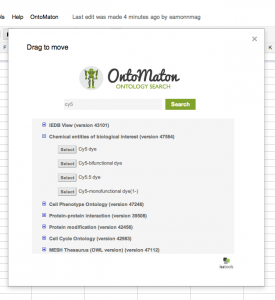 Help OntoMaton Last edit was made 4 minutes ago by eamonnmag
Drag to move
OntoMaton
ONTOLOGY SEARCH
cy5 Search
IEDB View (version 43101)
Chemical entities of biological interest (version 47584)
Select Cy5 dye
Select Cy5-bifunctional dye
Select Cy5.5 dye
Select Cy5-monofunctional dye(1-)
Cell Phenotype Ontology (version 47248)
Protein-protein interaction (version 39508)
Protein modification (version 42456)
Cell Cycle Ontology (version 42963)
MESH Thesaurus (OWL version) (version 47112)
isatools